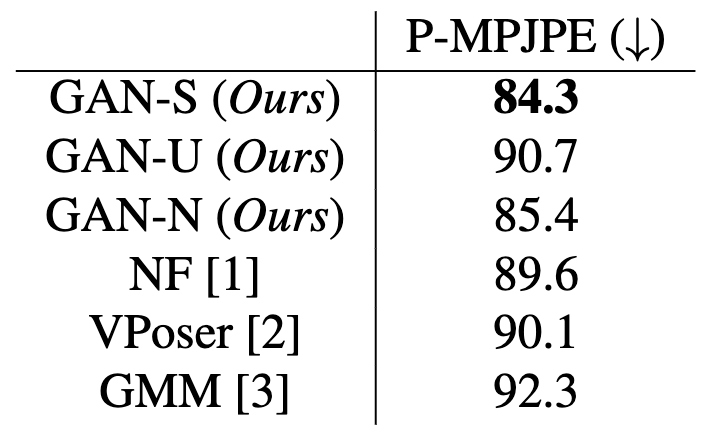 P-MPJPE (↓)
GAN-S (Ours) 84.3
GAN-U (Ours) 90.7
GAN-N (Ours) 85.4
NF [1] 89.6
VPoser [2] 90.1
GMM [3] 92.3